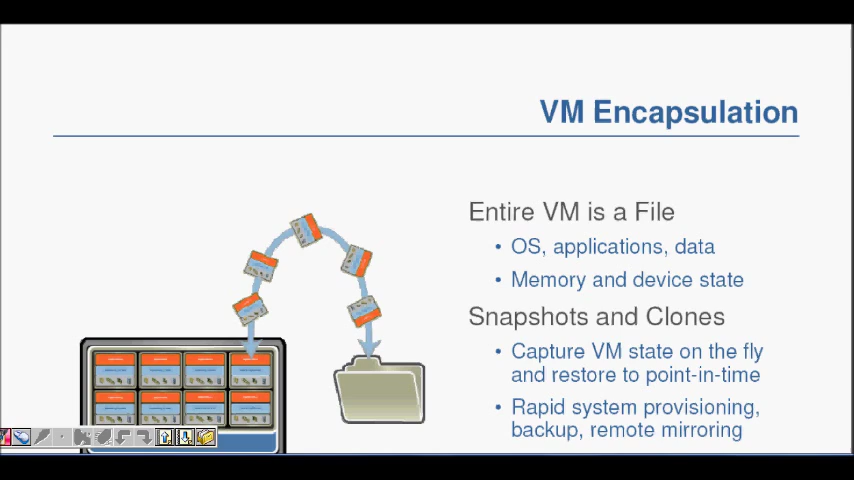 VM Encapsulation
Entire VM is a File
• OS, applications, data
• Memory and device state
Snapshots and Clones
• Capture VM state on the fly
and restore to point-in-time
• Rapid system provisioning,
backup, remote mirroring